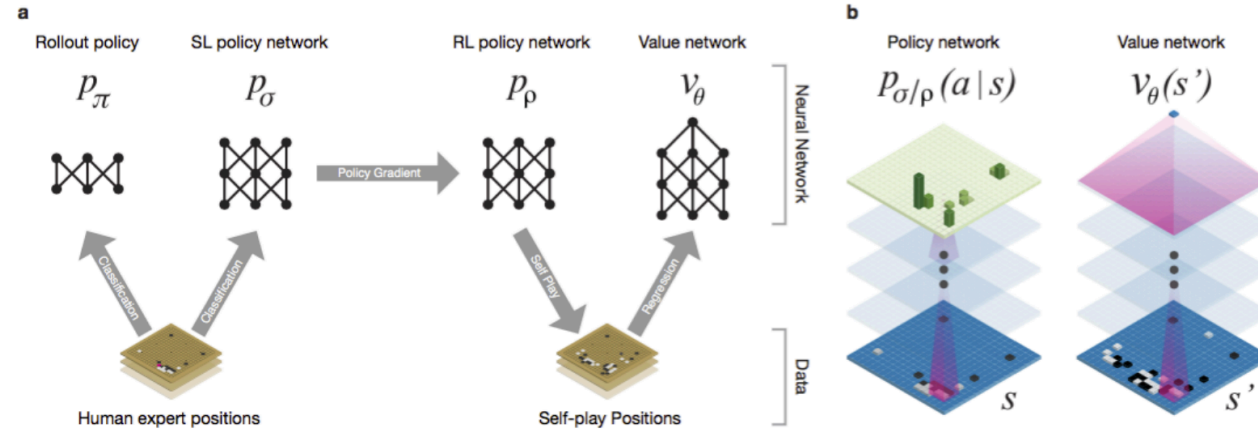 a
Rollout policy
SL policy network
RL policy network
Value network
pπ
pσ
pρ
vθ
Policy Gradient
Classification
Classification
Self Play
Regression
Neural Network
Data
Human expert positions
Self-play Positions
b
Policy network
Value network
pσ/ρ(a|s)
vθ(s’)
s
s’